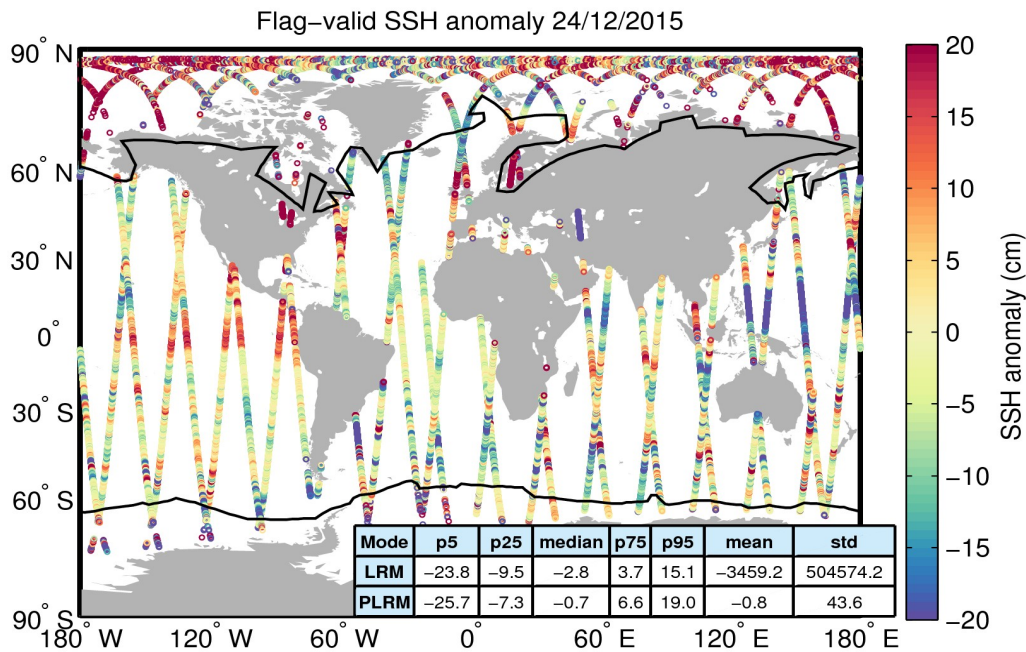 Flag−valid SSH anomaly 24/12/2015
90° N
60° N
30° N
0°
30° S
60° S
90° S
180° W 120° W 60° W 0° 60° E 120° E 180° E
Mode p5 p25 median p75 p95 mean std
LRM −23.8 −9.5 −2.8 3.7 15.1 −3459.2 504574.2
PLRM −25.7 −7.3 −0.7 6.6 19.0 −0.8 43.6
20
15
10
5
0
−5
−10
−15
−20
SSH anomaly (cm)